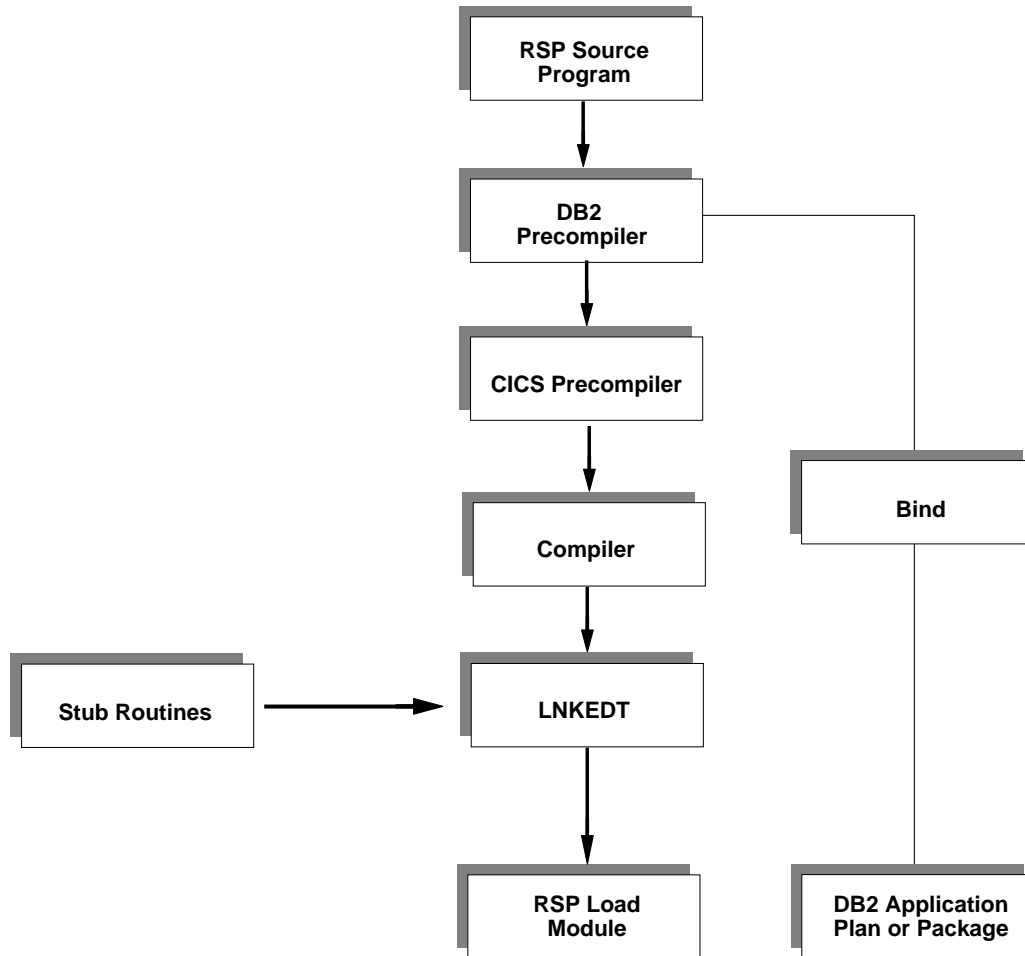 RSP Source
Program
DB2
Precompiler
CICS Precompiler
Bind
Compiler
Stub Routines
LNKEDT
RSP Load
Module
DB2 Application
Plan or Package